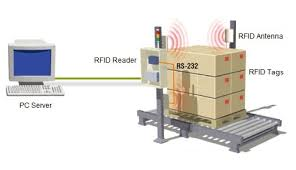 RFID Antenna
RFID Reader
RS-232
RFID Tags
PC Server